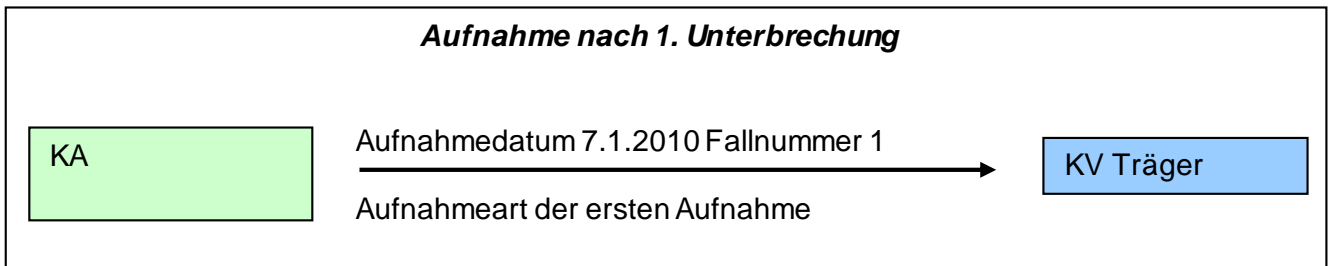 Aufnahme nach 1. Unterbrechung
KA
Aufnahmedatum 7.1.2010 Fallnummer 1
KV Träger
Aufnahmeart der ersten Aufnahme